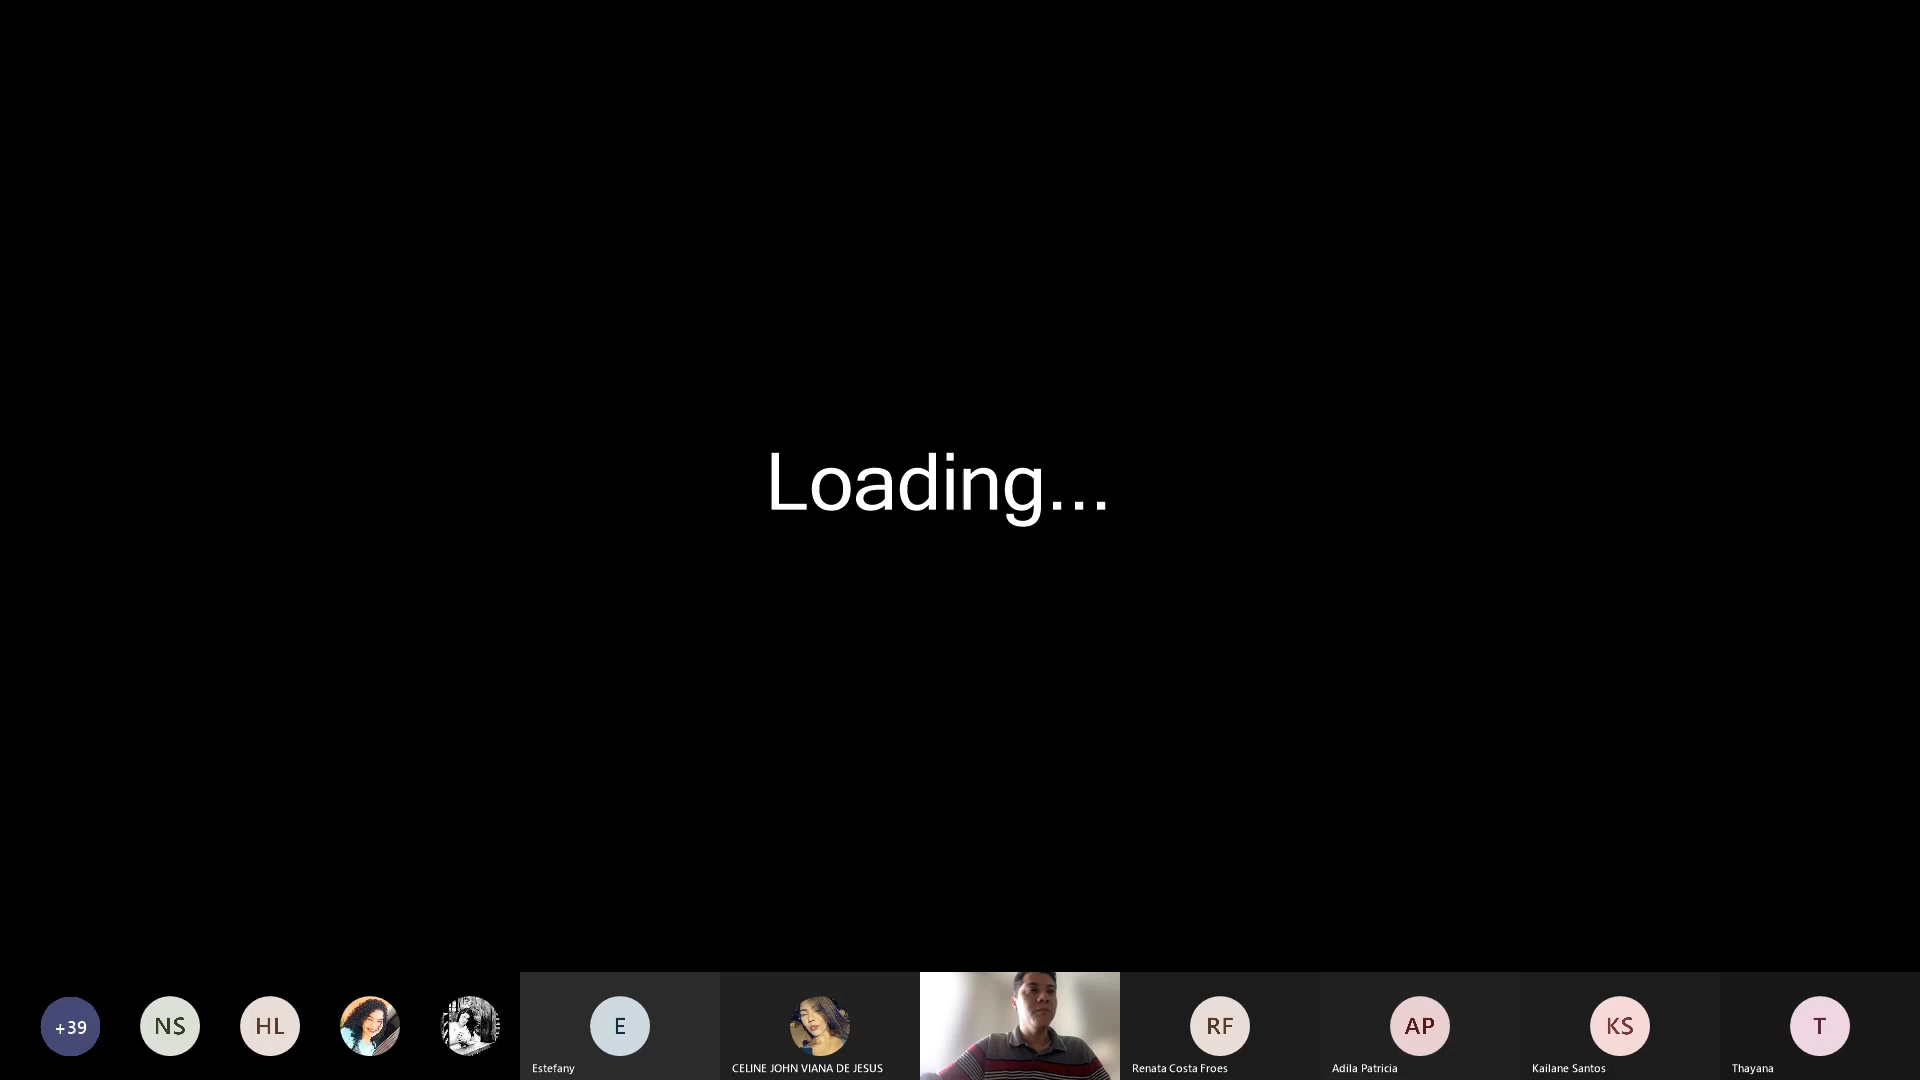 Loading...
+39
NS
HL
E
Estefany
CELINE JOHN VIANA DE JESUS
RF
Renata Costa Froes
AP
Adila Patricia
KS
Kailane Santos
T
Thayana